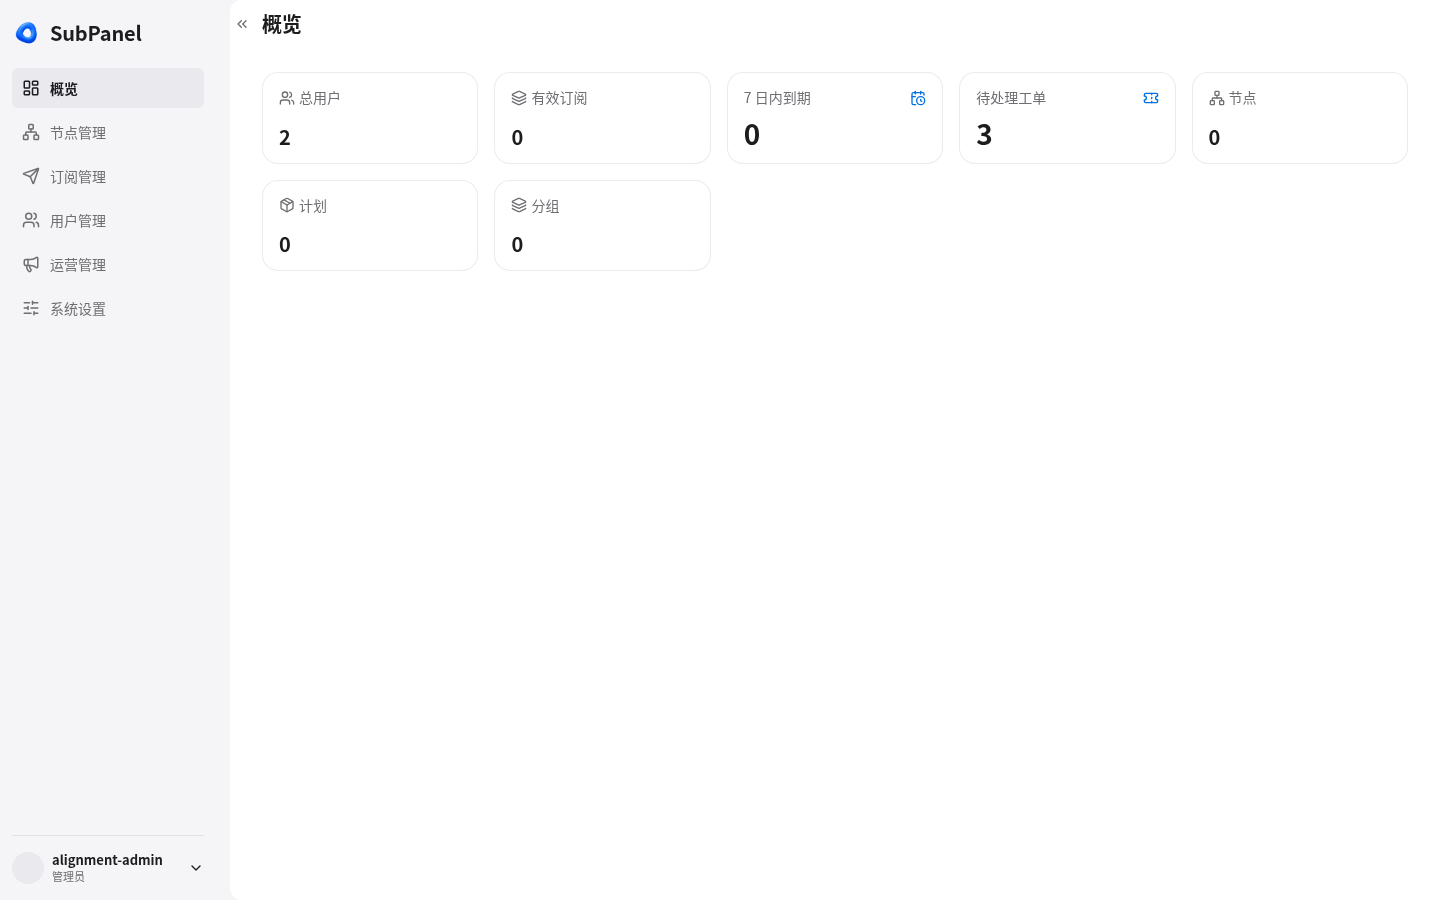 SubPanel
概览
节点管理
订阅管理
用户管理
运营管理
系统设置
alignment-admin
管理员
概览
总用户
2
有效订阅
0
7 日内到期
0
待处理工单
3
节点
0
计划
0
分组
0